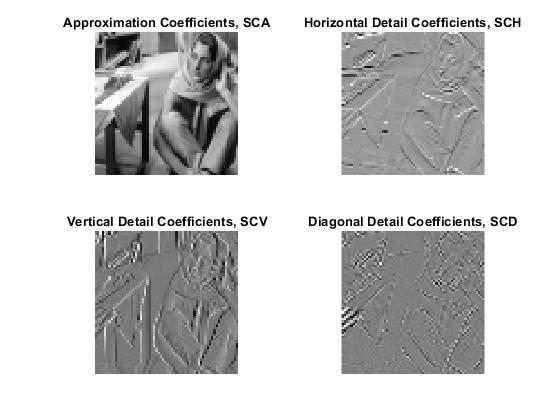 Approximation Coefficients, SCA
Horizontal Detail Coefficients, SCH
Vertical Detail Coefficients, SCV
Diagonal Detail Coefficients, SCD